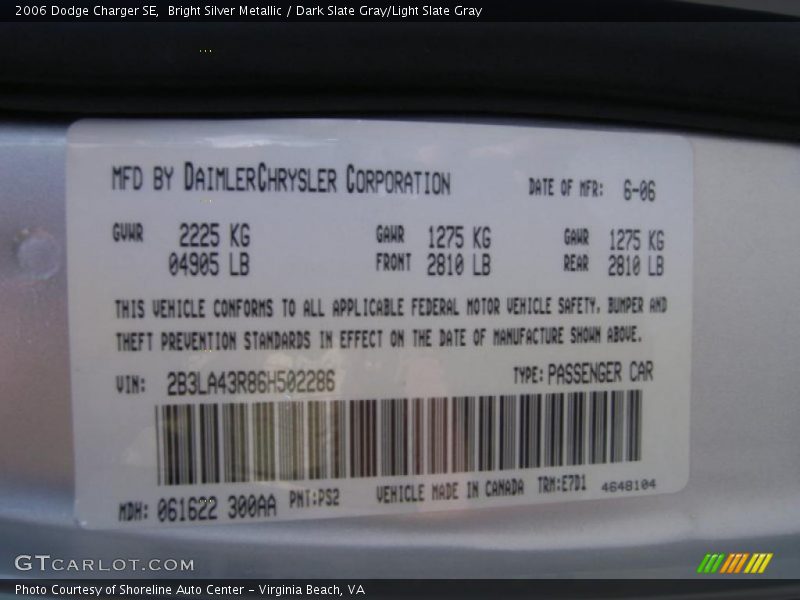 2006 Dodge Charger SE,  Bright Silver Metallic / Dark Slate Gray/Light Slate Gray
MFD BY DAIMLERCHRYSLER CORPORATION DATE OF MFR: 6-06
GVWR 2225 KG GAWR 1275 KG GAWR 1275 KG
04905 LB FRONT 2810 LB REAR 2810 LB
THIS VEHICLE CONFORMS TO ALL APPLICABLE FEDERAL MOTOR VEHICLE SAFETY, BUMPER AND
THEFT PREVENTION STANDARDS IN EFFECT ON THE DATE OF MANUFACTURE SHOWN ABOVE.
VIN: 2B3LA43R86H502286 TYPE: PASSENGER CAR
MDH: 061622 300AA PNT:PS2 VEHICLE MADE IN CANADA TRM:E7D1 4648104
GTCARLOT.COM
Photo Courtesy of Shoreline Auto Center - Virginia Beach, VA